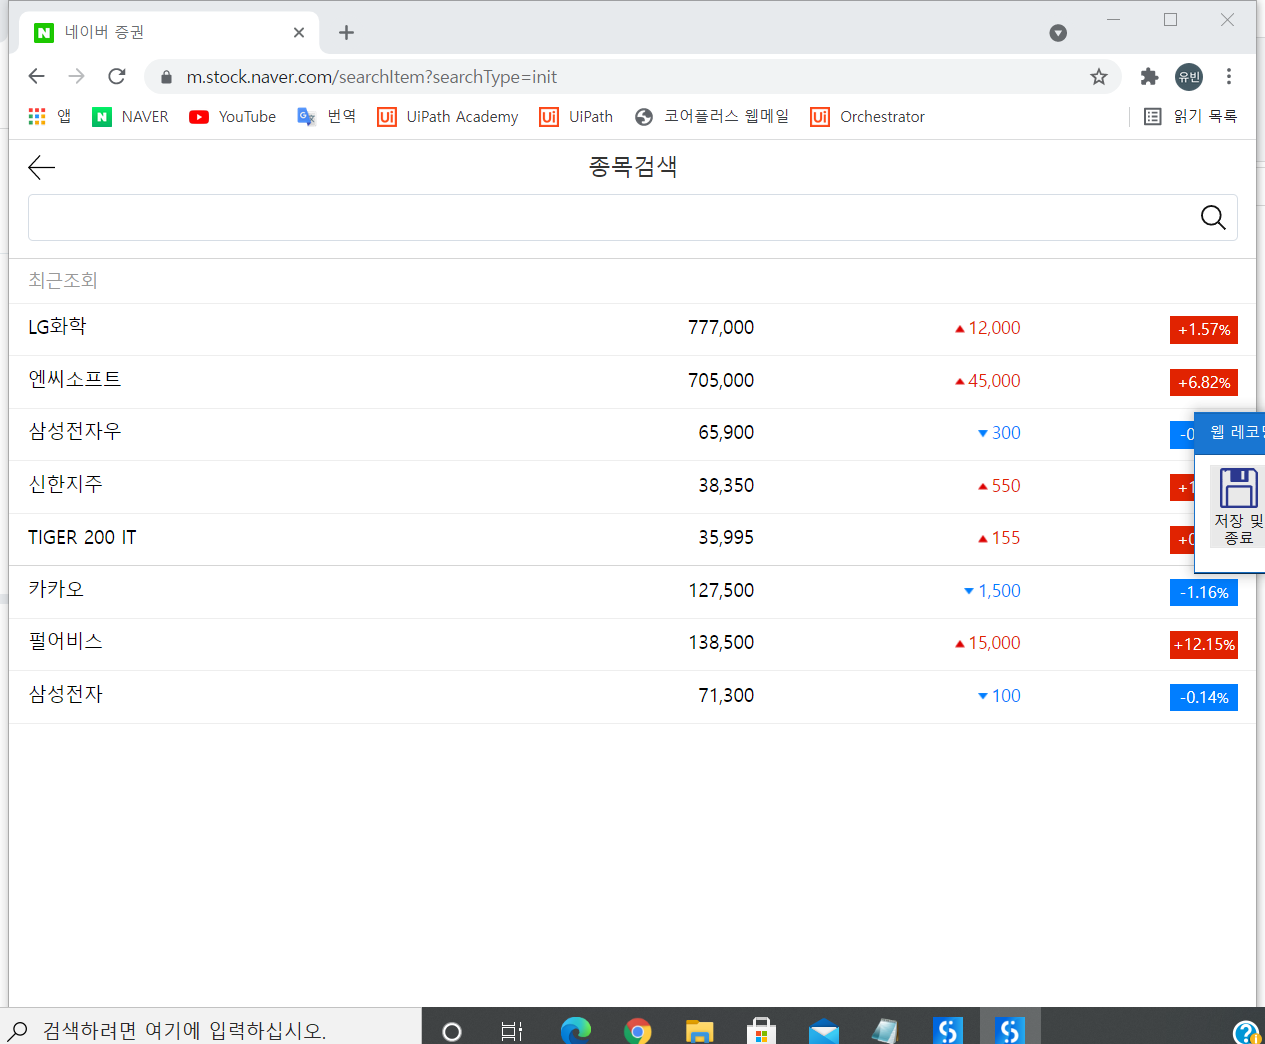 네이버 증권
m.stock.naver.com/searchItem?searchType=init
유빈
앱 NAVER YouTube 번역 UiPath Academy UiPath 코어플러스 웹메일 Orchestrator 읽기 목록
종목검색
최근조회
LG화학 777,000 ▲12,000 +1.57%
엔씨소프트 705,000 ▲45,000 +6.82%
삼성전자우 65,900 ▼300 -0
웹
신한지주 38,350 ▲550 +1
저장 및
종료
TIGER 200 IT 35,995 ▲155 +0
카카오 127,500 ▼1,500 -1.16%
펄어비스 138,500 ▲15,000 +12.15%
삼성전자 71,300 ▼100 -0.14%
검색하려면 여기에 입력하십시오.